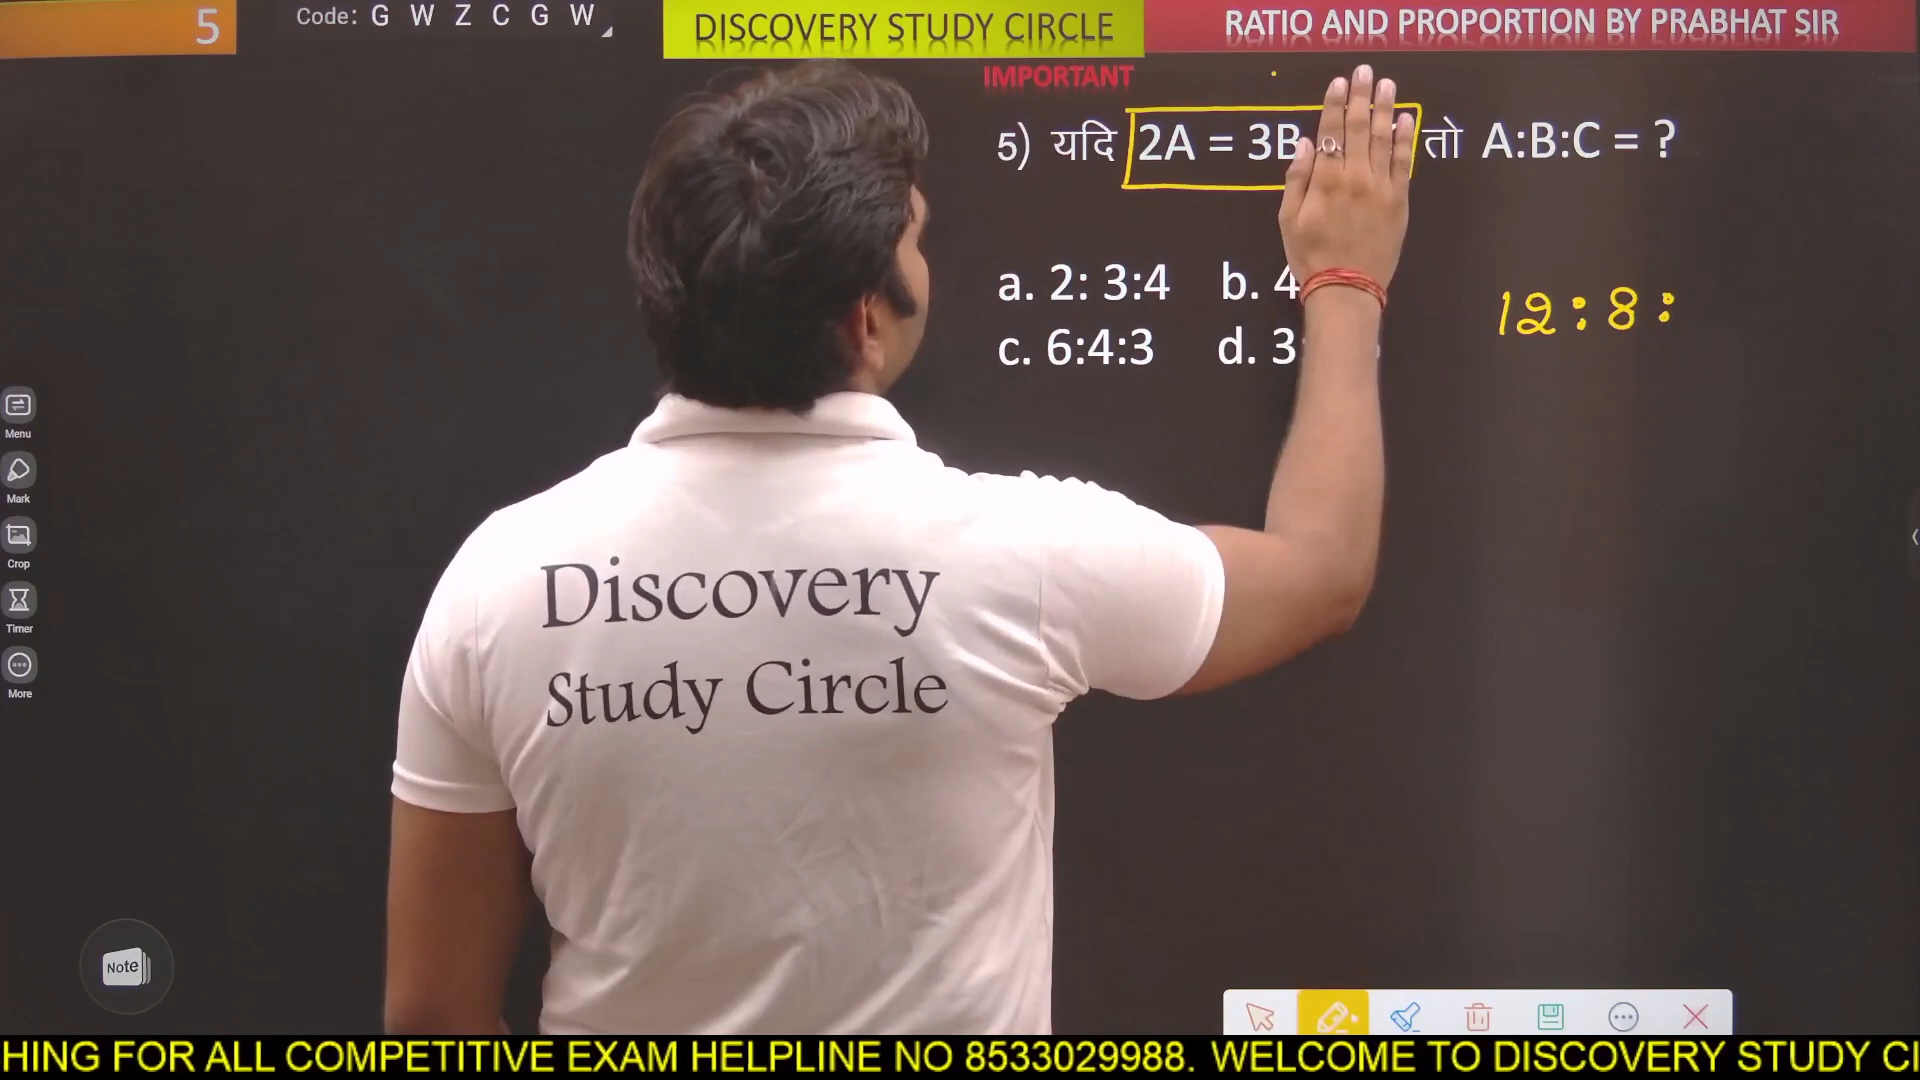 5
Code: G W Z C G W
DISCOVERY STUDY CIRCLE
RATIO AND PROPORTION BY PRABHAT SIR
IMPORTANT
5) यदि 2A = 3B तो A:B:C = ?
a. 2: 3:4 b. 4
c. 6:4:3 d. 3
12 : 8 :
Menu
Mark
Crop
Timer
More
Discovery
Study Circle
Note
HING FOR ALL COMPETITIVE EXAM HELPLINE NO 8533029988. WELCOME TO DISCOVERY STUDY CI